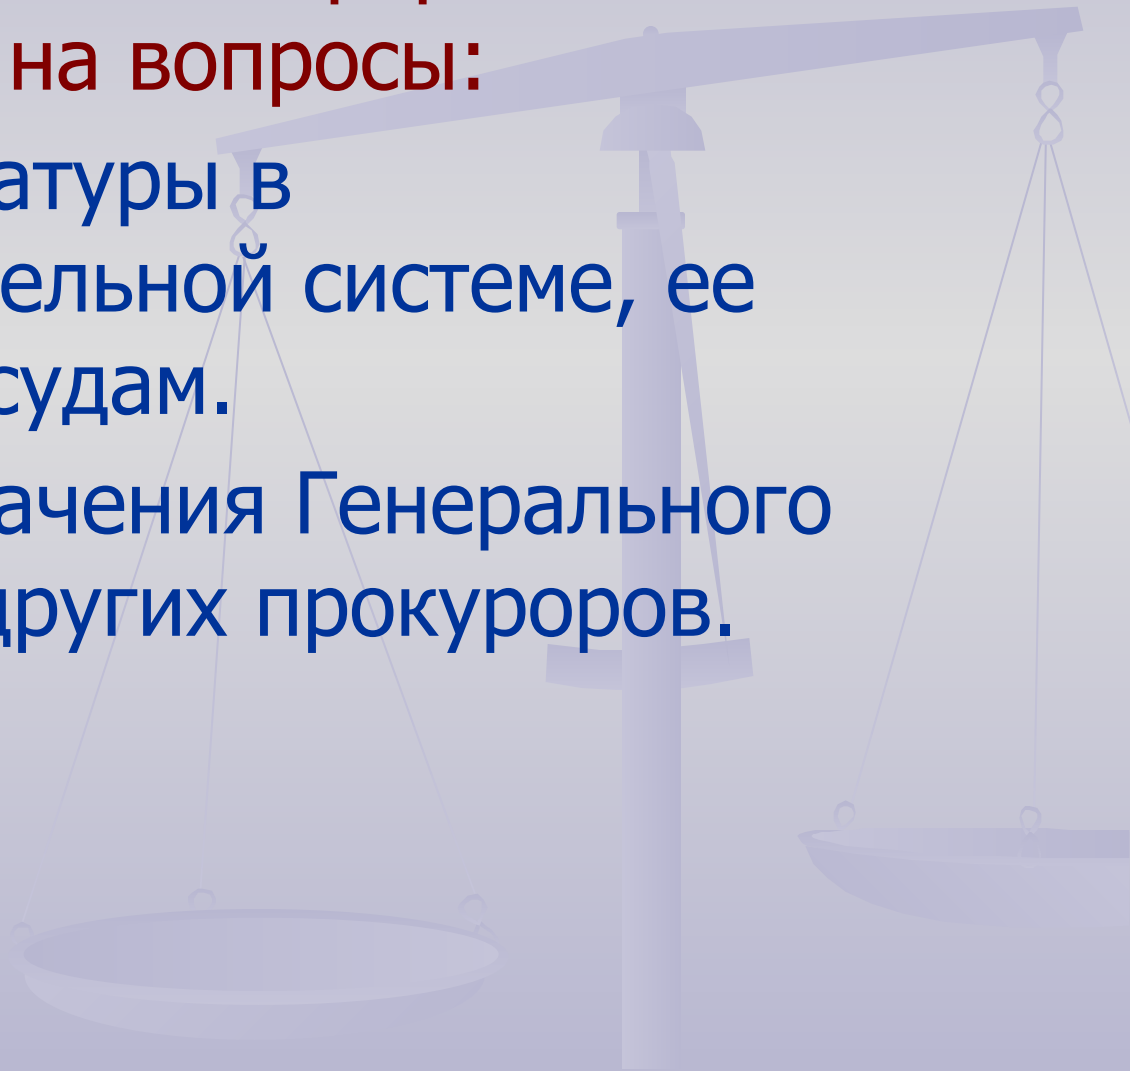 на вопросы:
атуры в
ельной системе, ее
судам.
ачения Генерального
других прокуроров.